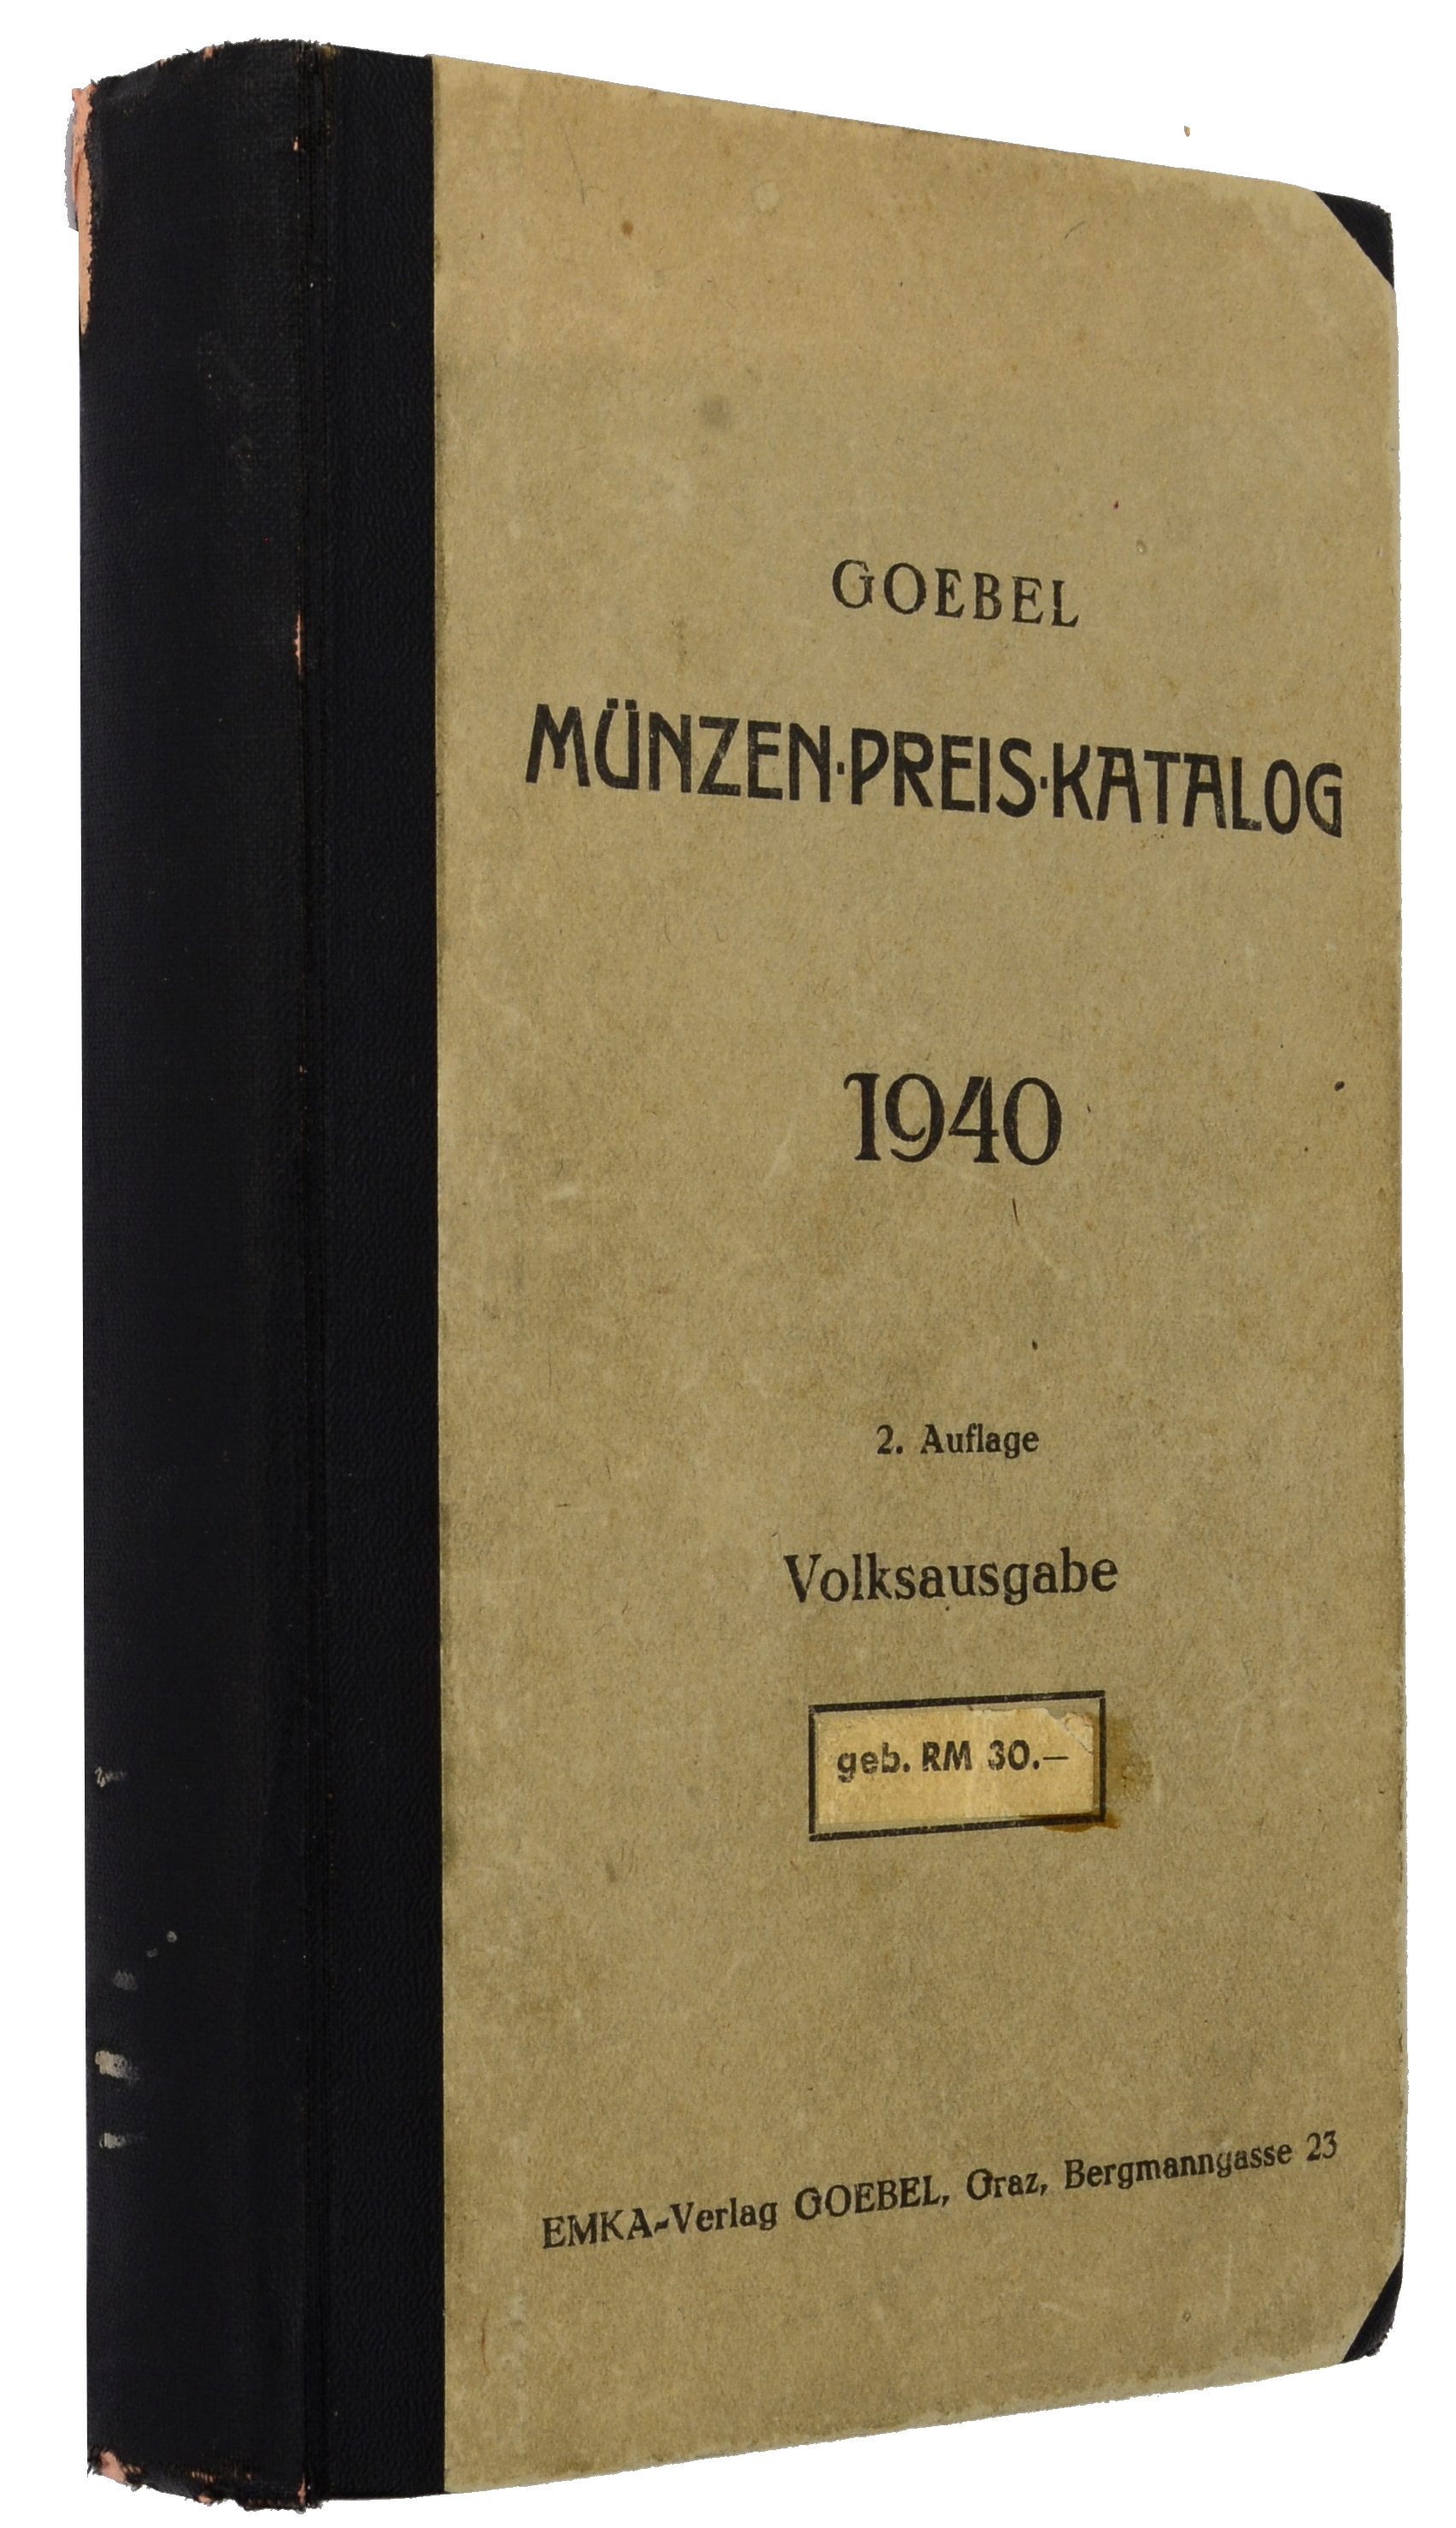 GOEBEL
MÜNZEN·PREIS·KATALOG
1940
2. Auflage
Volksausgabe
geb. RM 30.—
EMKA-Verlag GOEBEL, Graz, Bergmanngasse 23